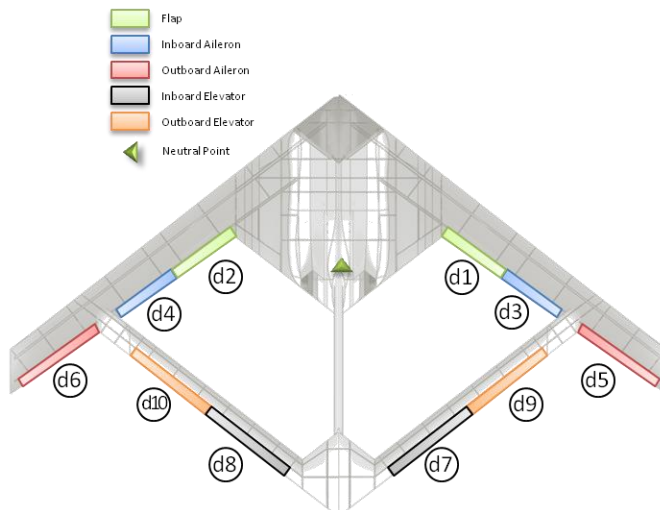 Flap
Inboard Aileron
Outboard Aileron
Inboard Elevator
Outboard Elevator
Neutral Point
d2
d1
d4
d3
d6
d5
d10
d9
d8
d7